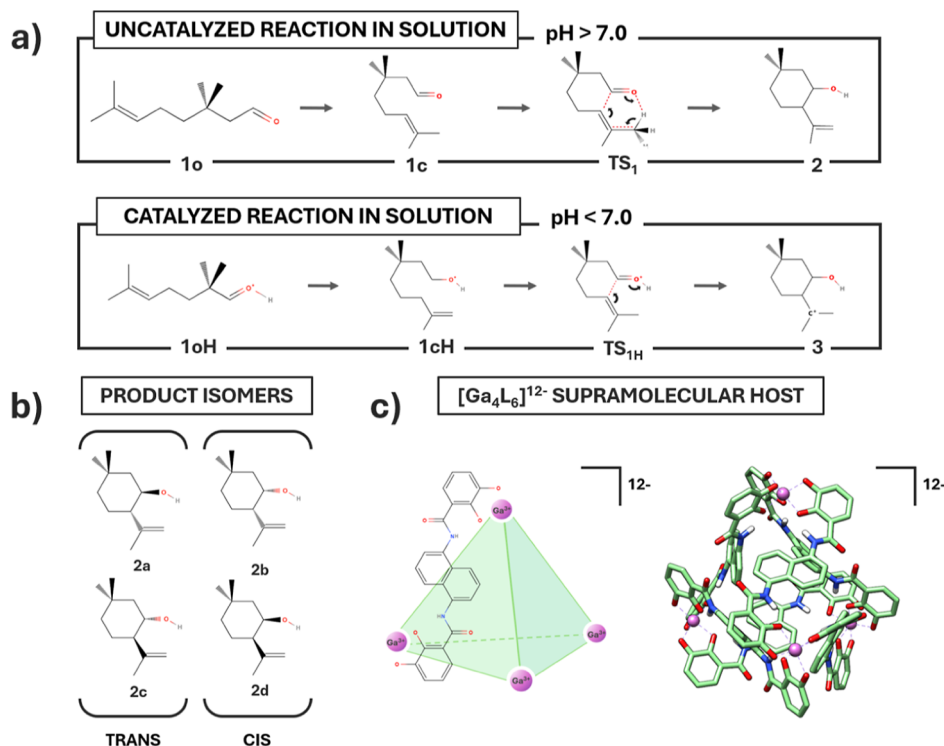 a)
UNCATALYZED REACTION IN SOLUTION
pH > 7.0
O
O
O
H
H
H
O
H
1o
1c
TS1
2
CATALYZED REACTION IN SOLUTION
pH < 7.0
O+
H
O+
H
O+
H
O
H
C+
1oH
1cH
TS1H
3
b)
PRODUCT ISOMERS
O
H
O
H
2a
2b
O
H
O
H
2c
2d
TRANS
CIS
c)
[Ga4L6]12- SUPRAMOLECULAR HOST
12-
12-
O
O
O
NH
Ga3+
HN
O
O
O
Ga3+
Ga3+
Ga3+